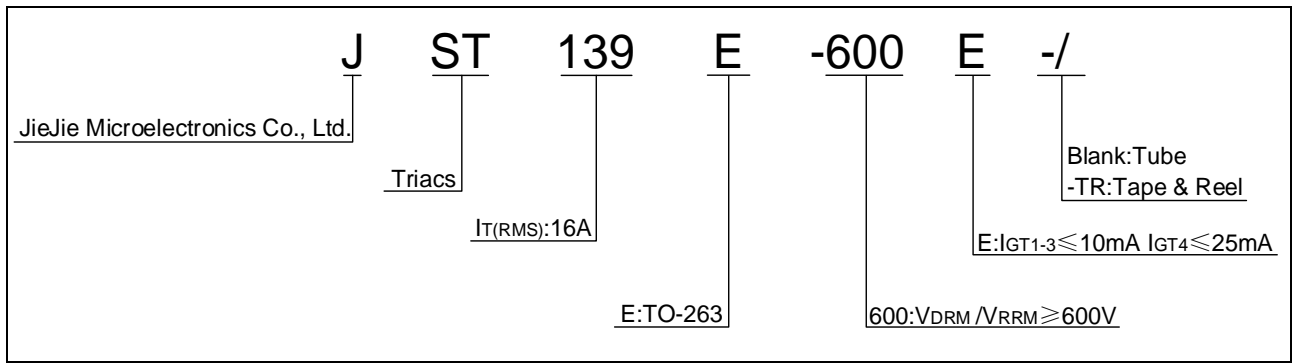 J ST 139 E -600 E -/
JieJie Microelectronics Co., Ltd.
Blank:Tube
-TR:Tape & Reel
Triacs
IT(RMS):16A
E:IGT1-3≤10mA IGT4≤25mA
E:TO-263
600:VDRM /VRRM≥600V